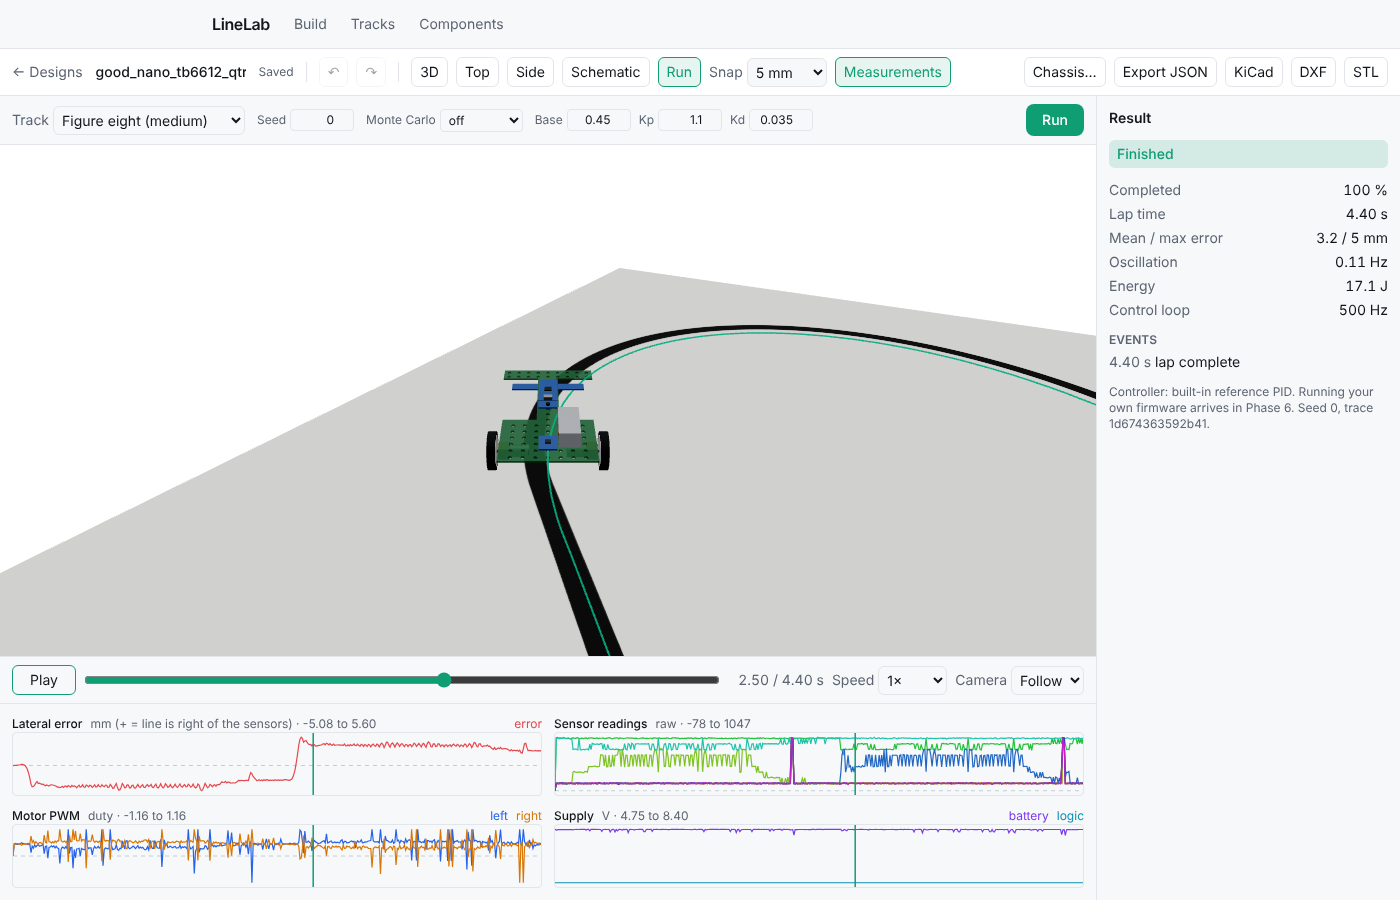 LineLab Build Tracks Components
← Designs good_nano_tb6612_qtr Saved ↶ ↷ 3D Top Side Schematic Run Snap 5 mm Measurements Chassis... Export JSON KiCad DXF STL
Track Figure eight (medium) Seed 0 Monte Carlo off Base 0.45 Kp 1.1 Kd 0.035 Run
Result
Finished
Completed 100 %
Lap time 4.40 s
Mean / max error 3.2 / 5 mm
Oscillation 0.11 Hz
Energy 17.1 J
Control loop 500 Hz
EVENTS
4.40 s lap complete
Controller: built-in reference PID. Running your
own firmware arrives in Phase 6. Seed 0, trace
1d674363592b41.
Play 2.50 / 4.40 s Speed 1× Camera Follow
Lateral error mm (+ = line is right of the sensors) · -5.08 to 5.60 error
Sensor readings raw · -78 to 1047
Motor PWM duty · -1.16 to 1.16 left right
Supply V · 4.75 to 8.40 battery logic